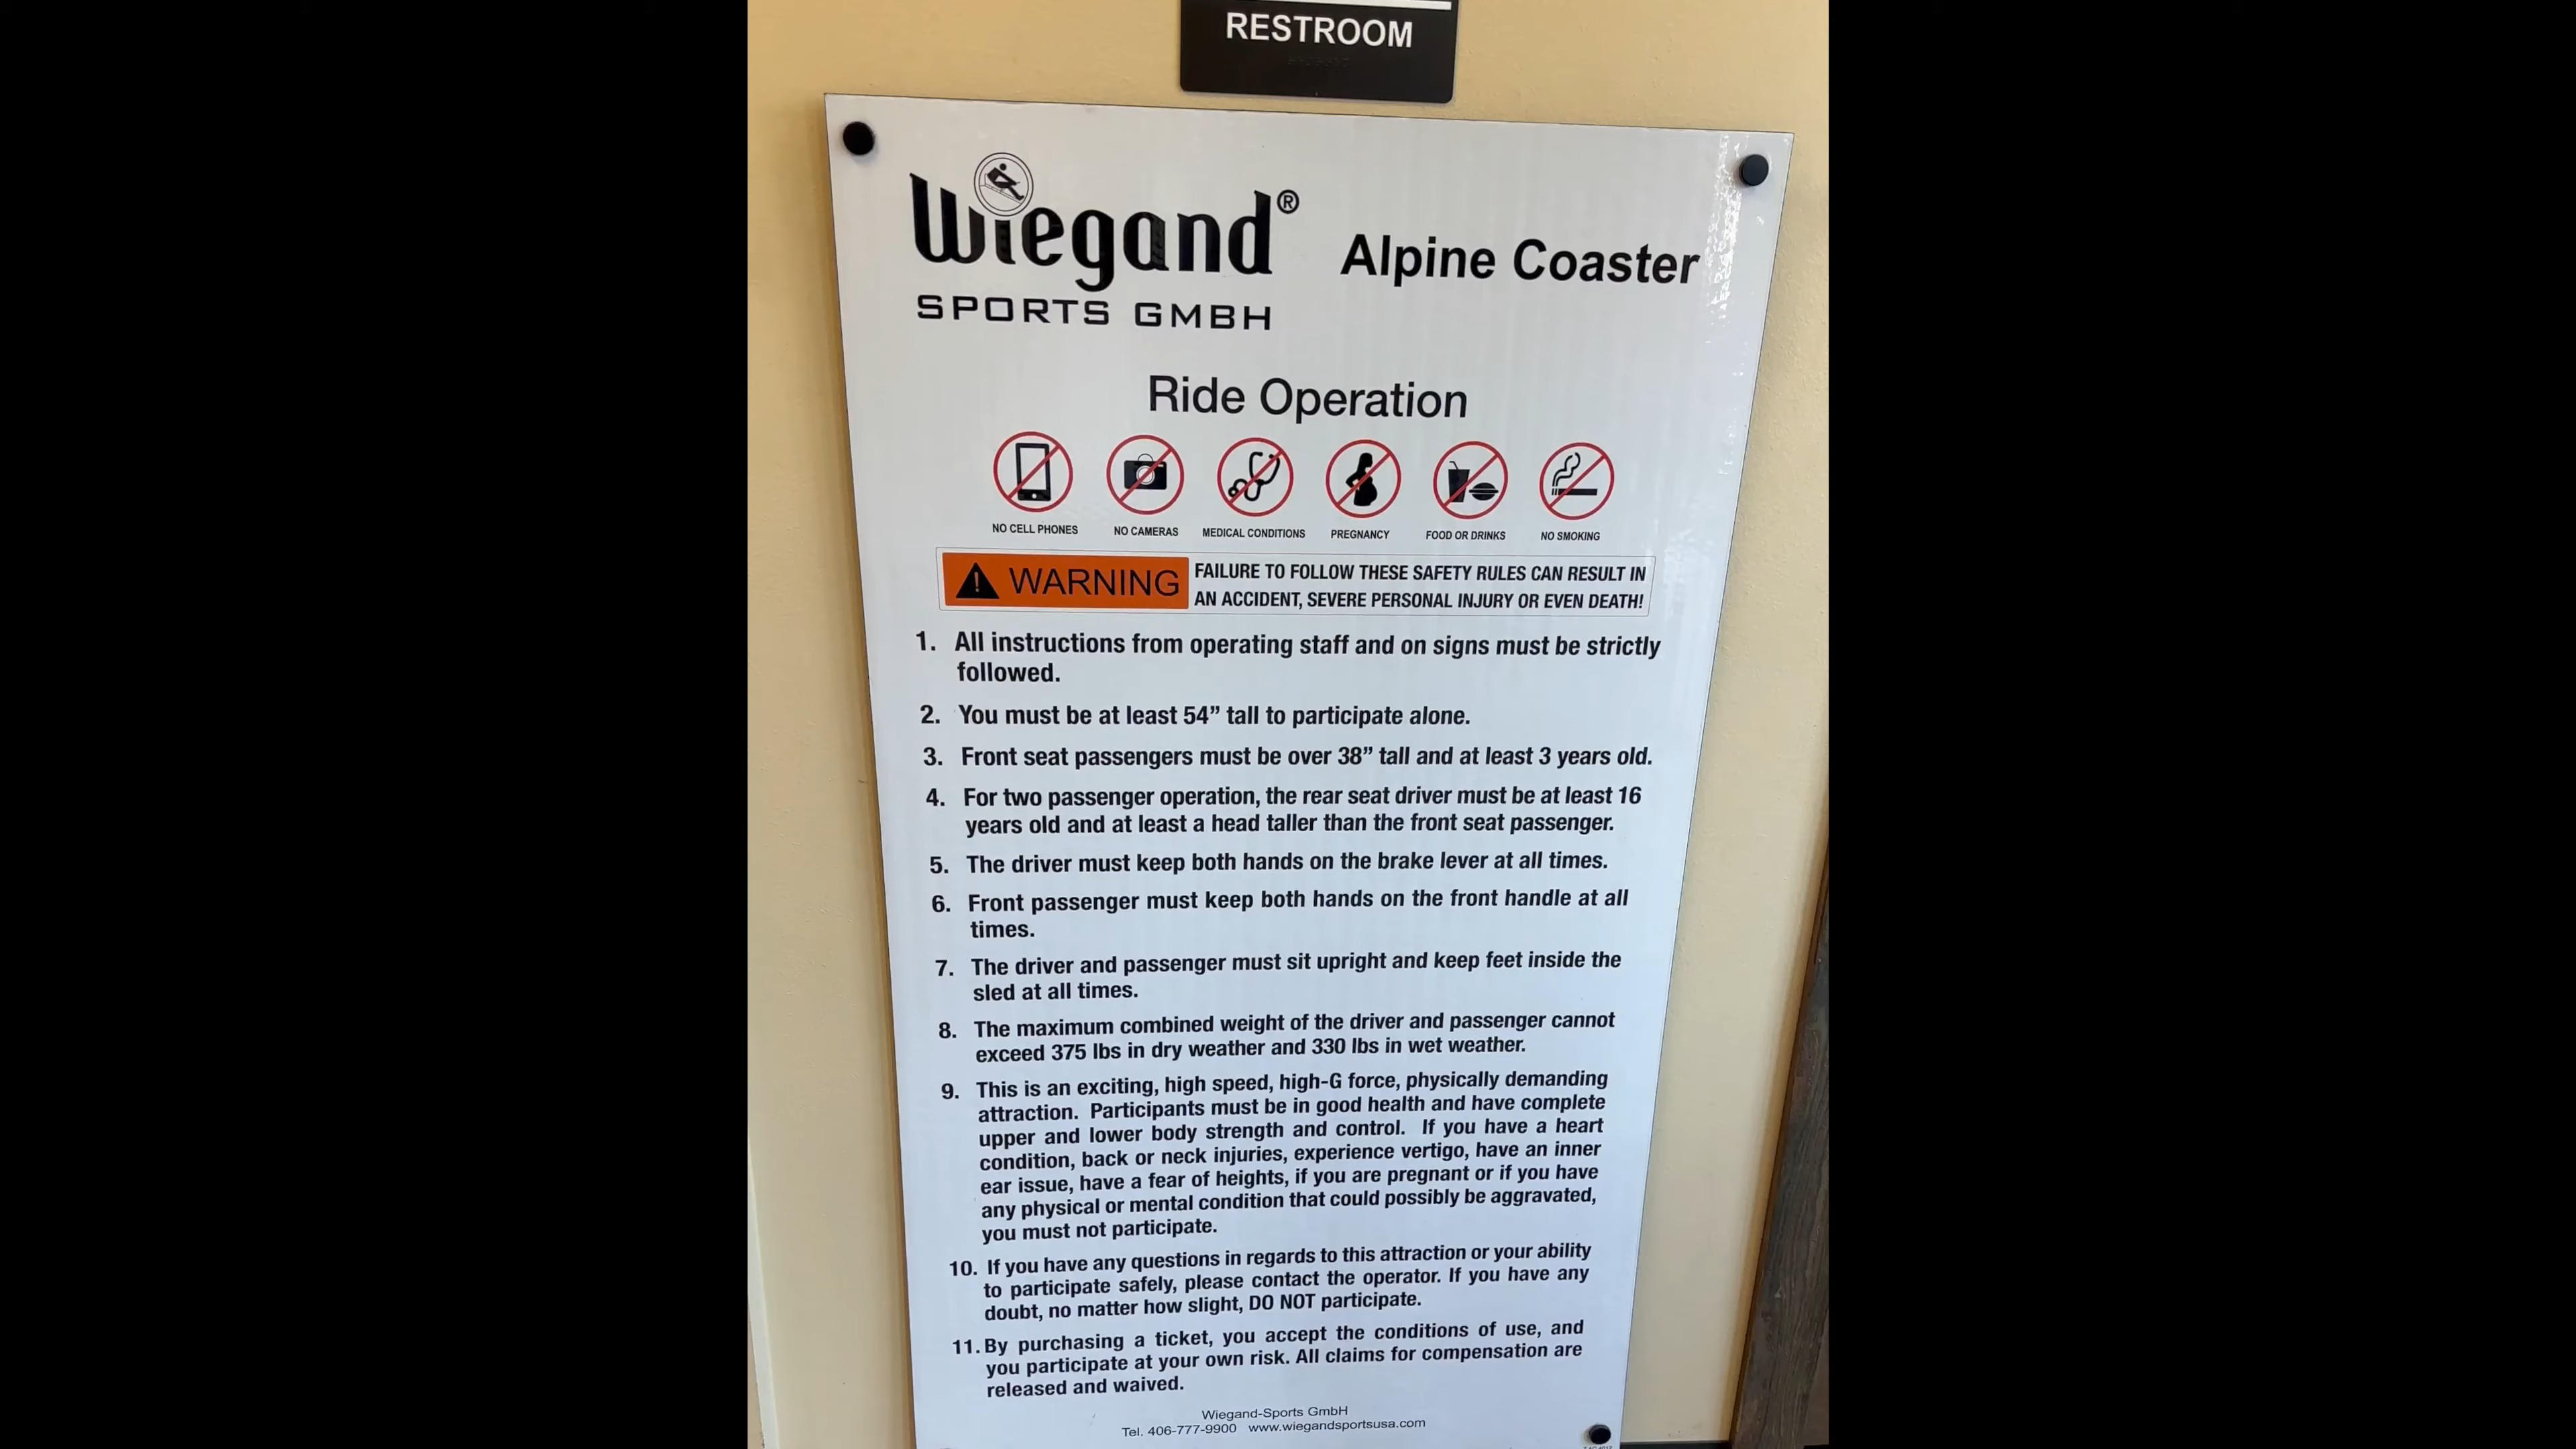 RESTROOM
Wiegand®
SPORTS GMBH
Alpine Coaster
Ride Operation
NO CELL PHONES NO CAMERAS MEDICAL CONDITIONS PREGNANCY FOOD OR DRINKS NO SMOKING
WARNING
FAILURE TO FOLLOW THESE SAFETY RULES CAN RESULT IN
AN ACCIDENT, SEVERE PERSONAL INJURY OR EVEN DEATH!
1. All instructions from operating staff and on signs must be strictly
followed.
2. You must be at least 54” tall to participate alone.
3. Front seat passengers must be over 38” tall and at least 3 years old.
4. For two passenger operation, the rear seat driver must be at least 16
years old and at least a head taller than the front seat passenger.
5. The driver must keep both hands on the brake lever at all times.
6. Front passenger must keep both hands on the front handle at all
times.
7. The driver and passenger must sit upright and keep feet inside the
sled at all times.
8. The maximum combined weight of the driver and passenger cannot
exceed 375 lbs in dry weather and 330 lbs in wet weather.
9. This is an exciting, high speed, high-G force, physically demanding
attraction. Participants must be in good health and have complete
upper and lower body strength and control. If you have a heart
condition, back or neck injuries, experience vertigo, have an inner
ear issue, have a fear of heights, if you are pregnant or if you have
any physical or mental condition that could possibly be aggravated,
you must not participate.
10. If you have any questions in regards to this attraction or your ability
to participate safely, please contact the operator. If you have any
doubt, no matter how slight, DO NOT participate.
11. By purchasing a ticket, you accept the conditions of use, and
you participate at your own risk. All claims for compensation are
released and waived.
Wiegand-Sports GmbH
Tel. 406-777-9900 www.wiegandsportsusa.com